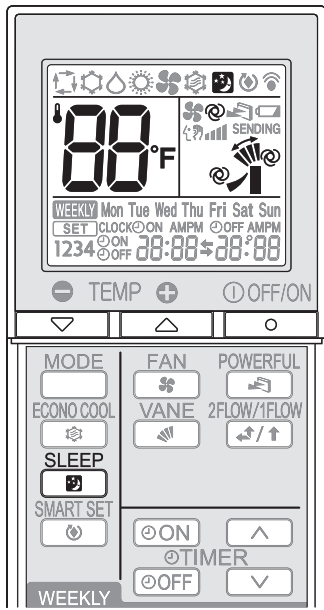 88°F
SENDING
WEEKLY Mon Tue Wed Thu Fri Sat Sun
SET CLOCK ON AMPM OFF AMPM
1234 ON OFF 88:88 88:88
TEMP OFF/ON
MODE FAN POWERFUL
ECONO COOL VANE 2FLOW/1FLOW
SLEEP
SMART SET
ON
TIMER
OFF
WEEKLY